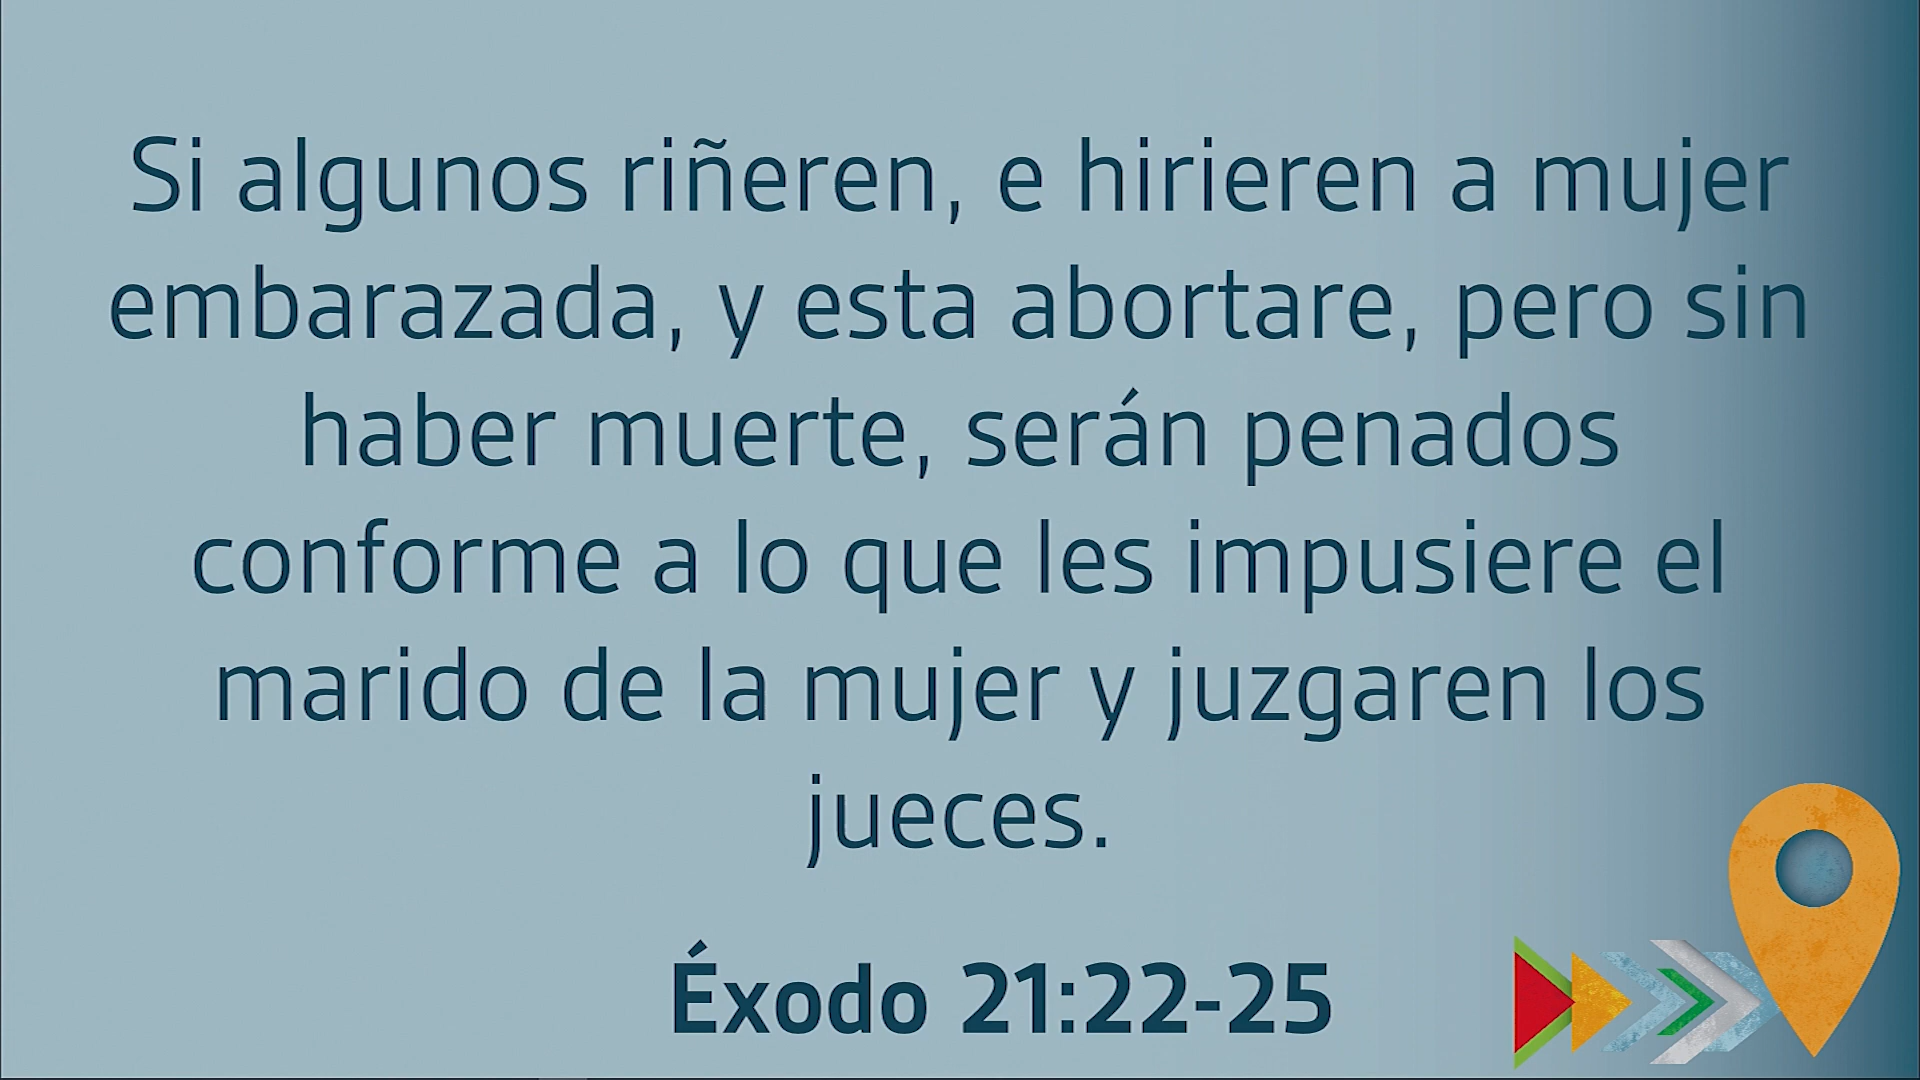 Si algunos riñeren, e hirieren a mujer
embarazada, y esta abortare, pero sin
haber muerte, serán penados
conforme a lo que les impusiere el
marido de la mujer y juzgaren los
jueces.
Éxodo 21:22-25